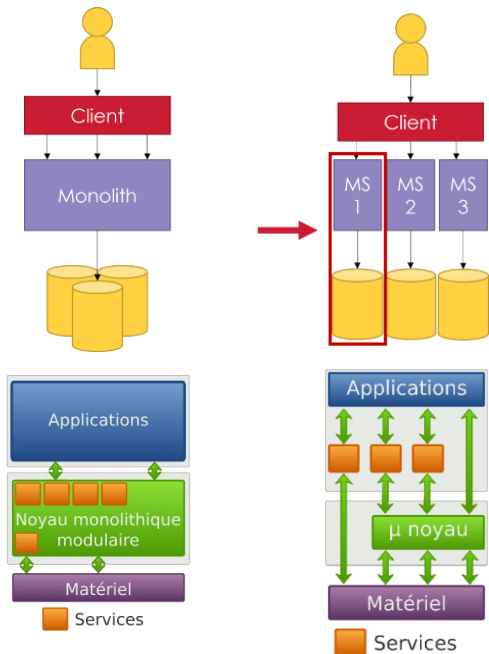 Client
Monolith
Client
MS
1
MS
2
MS
3
Applications
Noyau monolithique
modulaire
Matériel
Services
Applications
µ noyau
Matériel
Services